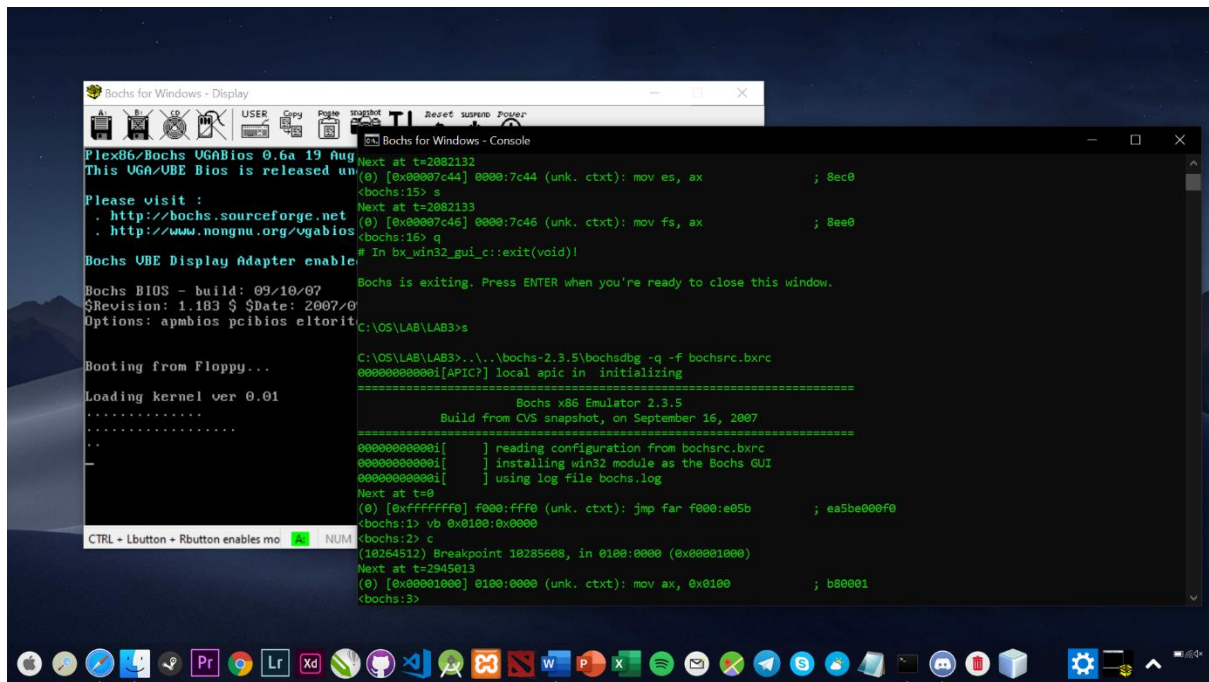 Bochs for Windows - Display
A: B: CD USER Copy Paste snapshot Reset SUSPEND Power
Plex86/Bochs VGABios 0.6a 19 Aug
This VGA/VBE Bios is released un
Please visit :
. http://bochs.sourceforge.net
. http://www.nongnu.org/vgabios
Bochs VBE Display Adapter enable
Bochs BIOS - build: 09/10/07
$Revision: 1.183 $ $Date: 2007/0
Options: apmbios pcibios eltorit
Booting from Floppy...
Loading kernel ver 0.01
..............
..................
..
CTRL + Lbutton + Rbutton enables mo A: NUM
Bochs for Windows - Console
Next at t=2082132
(0) [0x00007c44] 0000:7c44 (unk. ctxt): mov es, ax ; 8ec0
<bochs:15> s
Next at t=2082133
(0) [0x00007c46] 0000:7c46 (unk. ctxt): mov fs, ax ; 8ee0
<bochs:16> q
# In bx_win32_gui_c::exit(void)!
Bochs is exiting. Press ENTER when you're ready to close this window.
C:\OS\LAB\LAB3>s
C:\OS\LAB\LAB3>..\..\bochs-2.3.5\bochsdbg -q -f bochsrc.bxrc
00000000000i[APIC?] local apic in  initializing
========================================================================
Bochs x86 Emulator 2.3.5
Build from CVS snapshot, on September 16, 2007
========================================================================
00000000000i[     ] reading configuration from bochsrc.bxrc
00000000000i[     ] installing win32 module as the Bochs GUI
00000000000i[     ] using log file bochs.log
Next at t=0
(0) [0xfffffff0] f000:fff0 (unk. ctxt): jmp far f000:e05b ; ea5be000f0
<bochs:1> vb 0x0100:0x0000
<bochs:2> c
(10264512) Breakpoint 10285608, in 0100:0000 (0x00001000)
Next at t=2945013
(0) [0x00001000] 0100:0000 (unk. ctxt): mov ax, 0x0100 ; b80001
<bochs:3>
Pr Lr Xd W P X S